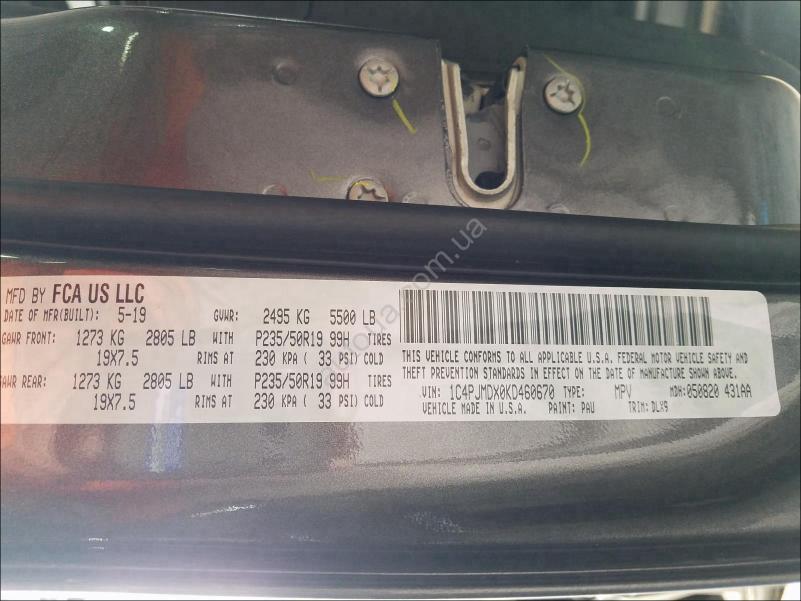 MFD BY FCA US LLC
DATE OF MFR(BUILT): 5-19 GVWR: 2495 KG 5500 LB
GAWR FRONT: 1273 KG 2805 LB WITH P235/50R19 99H TIRES
19X7.5 RIMS AT 230 KPA ( 33 PSI) COLD
GAWR REAR: 1273 KG 2805 LB WITH P235/50R19 99H TIRES
19X7.5 RIMS AT 230 KPA ( 33 PSI) COLD
THIS VEHICLE CONFORMS TO ALL APPLICABLE U.S.A. FEDERAL MOTOR VEHICLE SAFETY AND
THEFT PREVENTION STANDARDS IN EFFECT ON THE DATE OF MANUFACTURE SHOWN ABOVE.
VIN: 1C4PJMDX0KD460670 TYPE: MPV MDH: 050820 431AA
VEHICLE MADE IN U.S.A. PAINT: PAU TRIM: DLX9